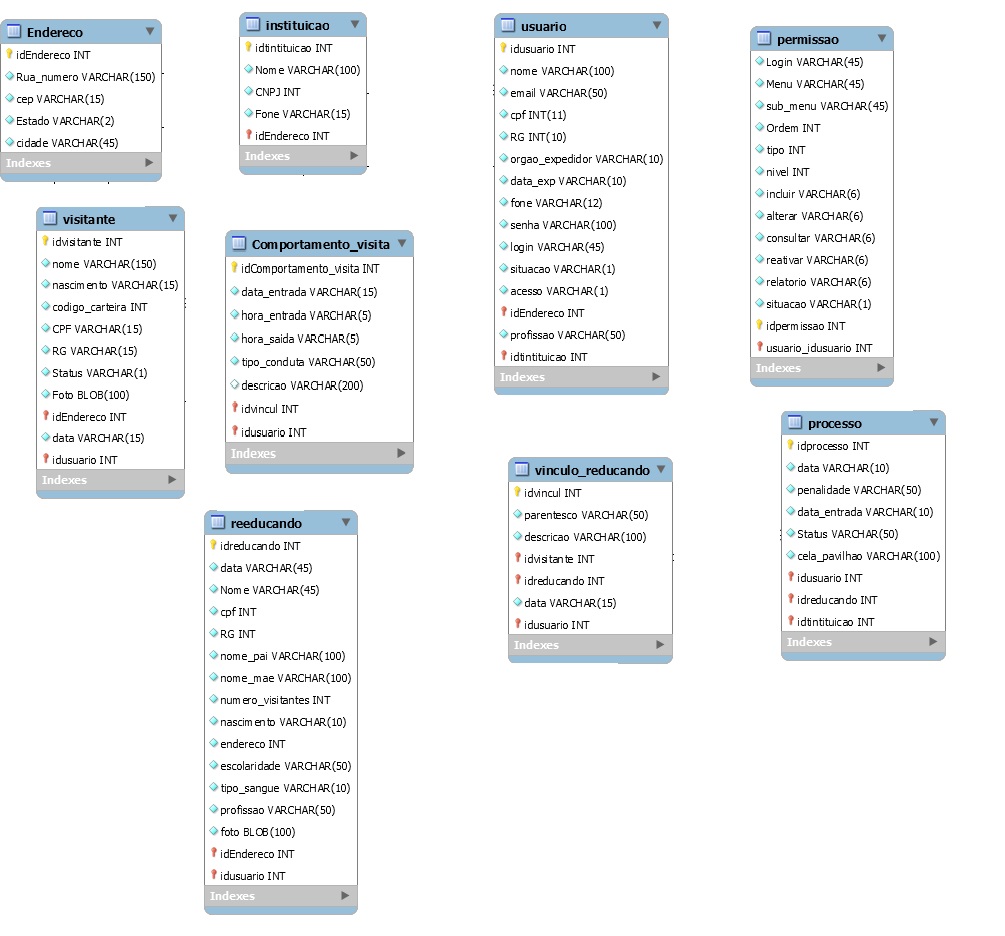 Endereco
idEndereco INT
Rua_numero VARCHAR(150)
cep VARCHAR(15)
Estado VARCHAR(2)
cidade VARCHAR(45)
Indexes
instituicao
idtintituicao INT
Nome VARCHAR(100)
CNPJ INT
Fone VARCHAR(15)
idEndereco INT
Indexes
usuario
idusuario INT
nome VARCHAR(100)
email VARCHAR(50)
cpf INT(11)
RG INT(10)
orgao_expedidor VARCHAR(10)
data_exp VARCHAR(10)
fone VARCHAR(12)
senha VARCHAR(100)
login VARCHAR(45)
situacao VARCHAR(1)
acesso VARCHAR(1)
idEndereco INT
profissao VARCHAR(50)
idtintituicao INT
Indexes
permissao
Login VARCHAR(45)
Menu VARCHAR(45)
sub_menu VARCHAR(45)
Ordem INT
tipo INT
nivel INT
incluir VARCHAR(6)
alterar VARCHAR(6)
consultar VARCHAR(6)
reativar VARCHAR(6)
relatorio VARCHAR(6)
situacao VARCHAR(1)
idpermissao INT
usuario_idusuario INT
Indexes
visitante
idvisitante INT
nome VARCHAR(150)
nascimento VARCHAR(15)
codigo_carteira INT
CPF VARCHAR(15)
RG VARCHAR(15)
Status VARCHAR(1)
Foto BLOB(100)
idEndereco INT
data VARCHAR(15)
idusuario INT
Indexes
Comportamento_visita
idComportamento_visita INT
data_entrada VARCHAR(15)
hora_entrada VARCHAR(5)
hora_saida VARCHAR(5)
tipo_conduta VARCHAR(50)
descricao VARCHAR(200)
idvincul INT
idusuario INT
Indexes
vinculo_reducando
idvincul INT
parentesco VARCHAR(50)
descricao VARCHAR(100)
idvisitante INT
idreducando INT
data VARCHAR(15)
idusuario INT
Indexes
processo
idprocesso INT
data VARCHAR(10)
penalidade VARCHAR(50)
data_entrada VARCHAR(10)
Status VARCHAR(50)
cela_pavilhao VARCHAR(100)
idusuario INT
idreducando INT
idtintituicao INT
Indexes
reeducando
idreducando INT
data VARCHAR(45)
Nome VARCHAR(45)
cpf INT
RG INT
nome_pai VARCHAR(100)
nome_mae VARCHAR(100)
numero_visitantes INT
nascimento VARCHAR(10)
endereco INT
escolaridade VARCHAR(50)
tipo_sangue VARCHAR(10)
profissao VARCHAR(50)
foto BLOB(100)
idEndereco INT
idusuario INT
Indexes